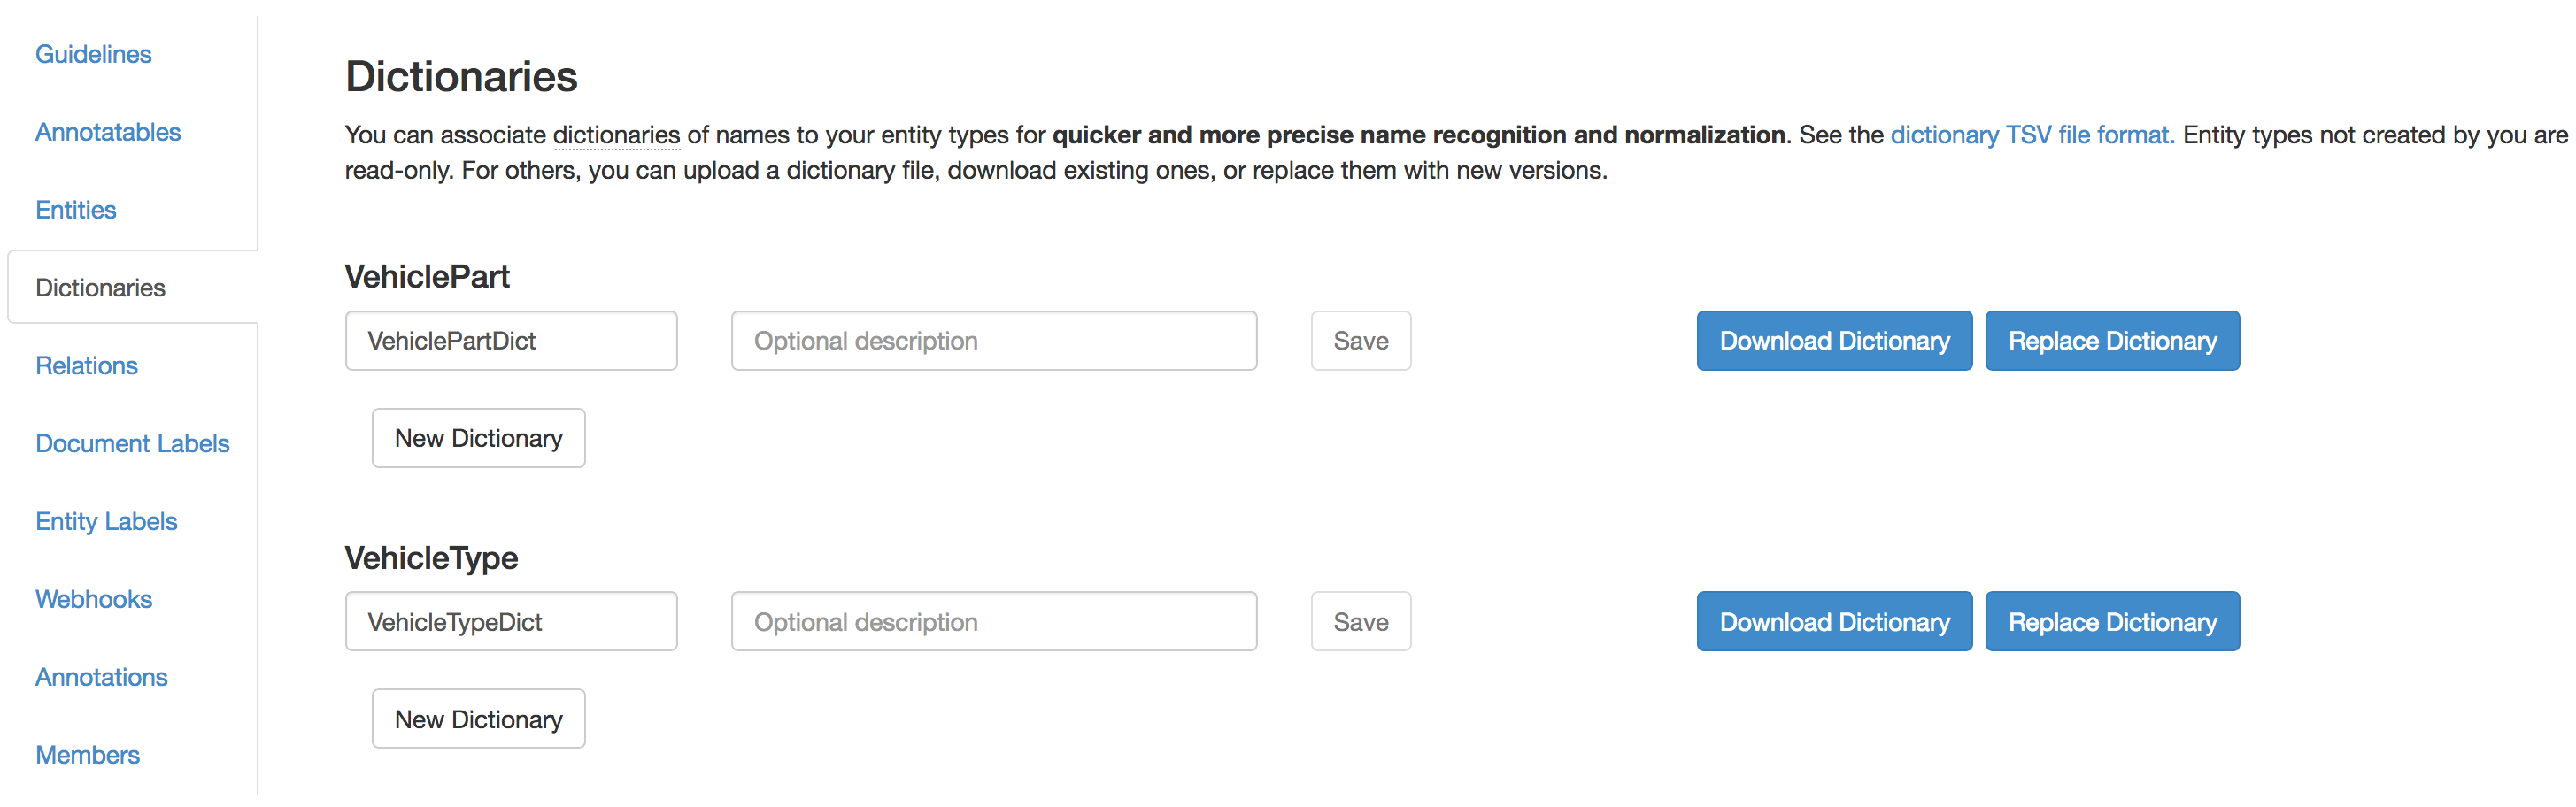 Guidelines
Annotatables
Entities
Dictionaries
Relations
Document Labels
Entity Labels
Webhooks
Annotations
Members
Dictionaries
You can associate dictionaries of names to your entity types for quicker and more precise name recognition and normalization. See the dictionary TSV file format. Entity types not created by you are
read-only. For others, you can upload a dictionary file, download existing ones, or replace them with new versions.
VehiclePart
VehiclePartDict Optional description Save Download Dictionary Replace Dictionary
New Dictionary
VehicleType
VehicleTypeDict Optional description Save Download Dictionary Replace Dictionary
New Dictionary